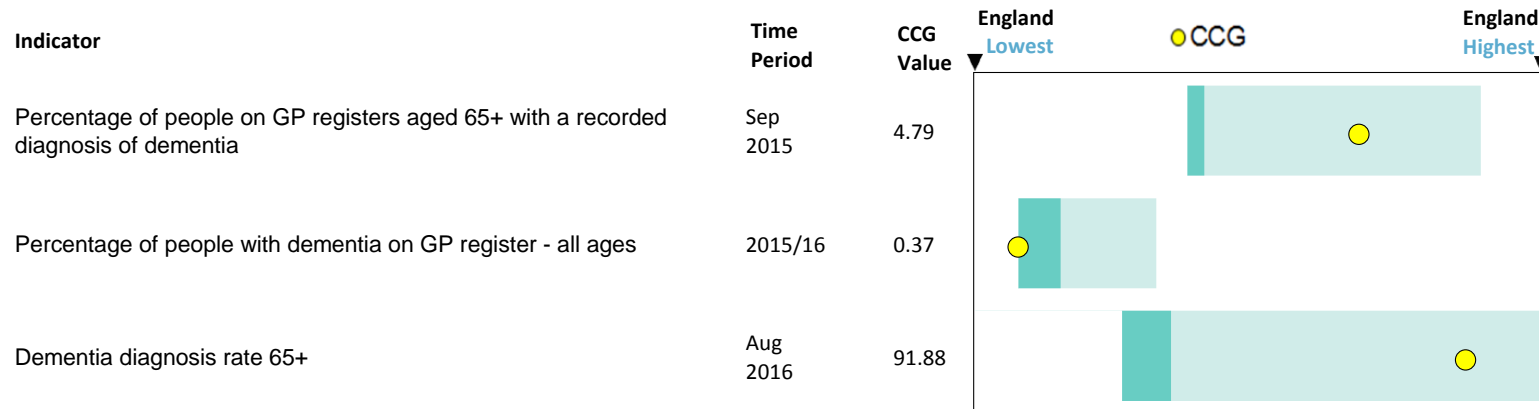 Indicator
Time
Period
CCG
Value
England
Lowest
CCG
England
Highest
Percentage of people on GP registers aged 65+ with a recorded
diagnosis of dementia
Sep
2015
4.79
Percentage of people with dementia on GP register - all ages
2015/16
0.37
Dementia diagnosis rate 65+
Aug
2016
91.88